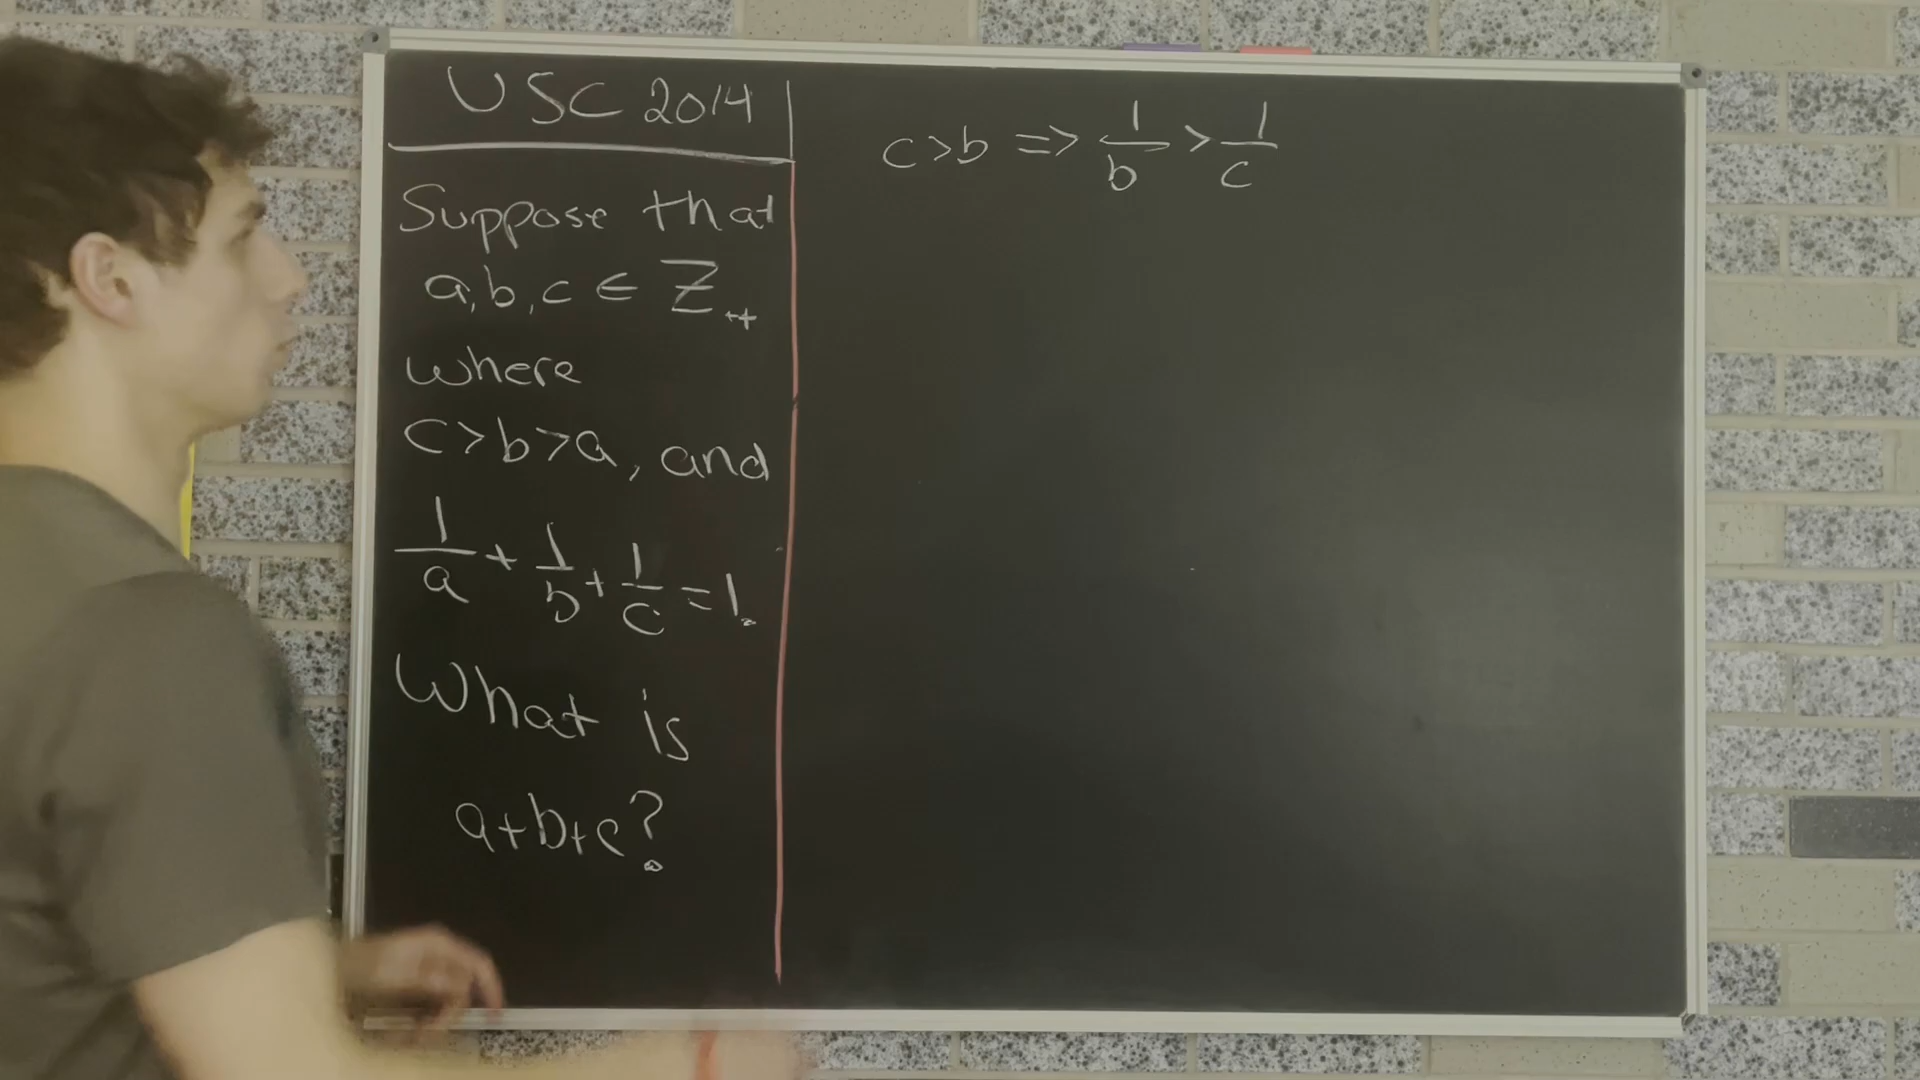 USC 2014
Suppose that
a,b,c ∈ Z₊₊
where
c>b>a, and
1/a + 1/b + 1/c = 1.
What is
a+b+c?
c>b => 1/b > 1/c